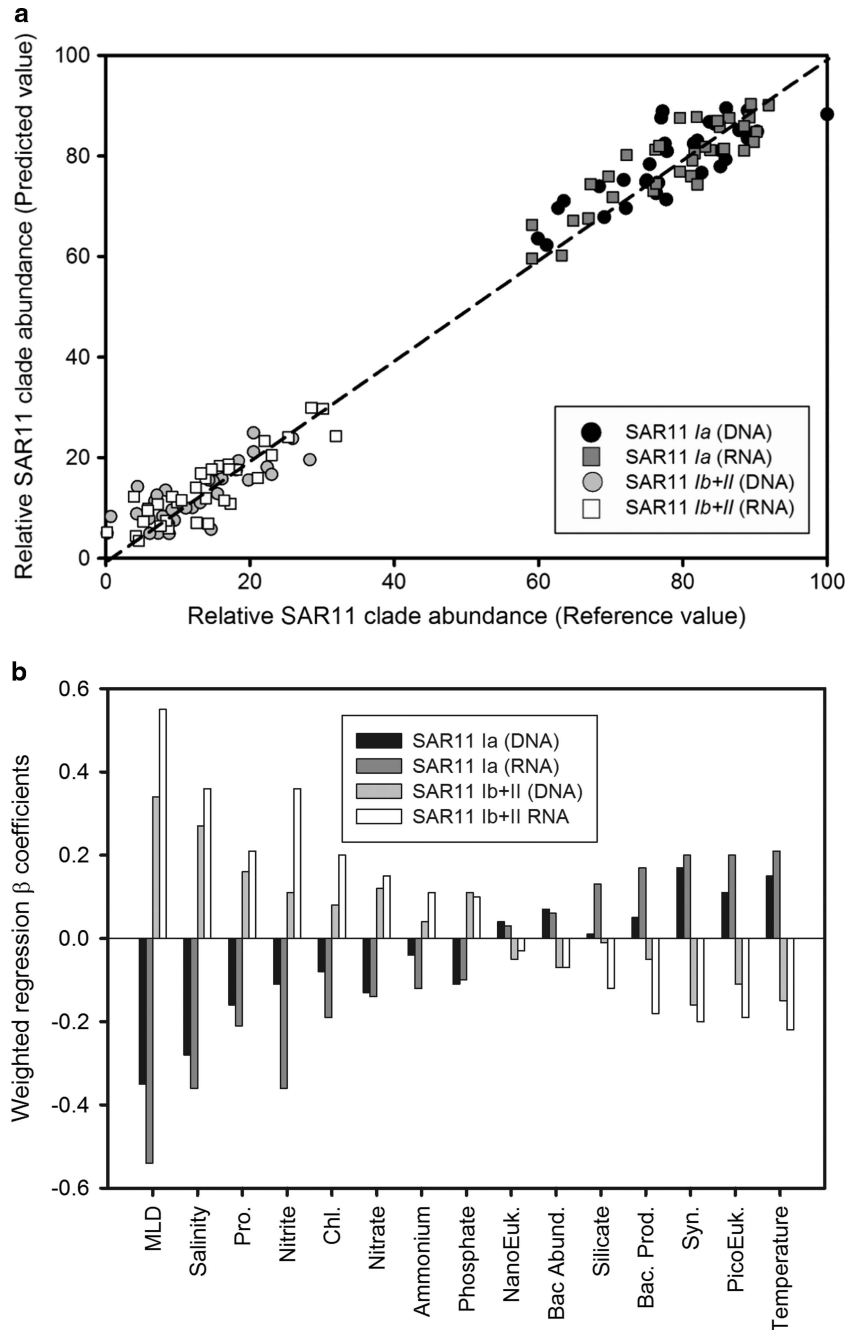 a
Relative SAR11 clade abundance (Predicted value)
100
80
60
40
20
0
SAR11 Ia (DNA)
SAR11 Ia (RNA)
SAR11 Ib+II (DNA)
SAR11 Ib+II (RNA)
0 20 40 60 80 100
Relative SAR11 clade abundance (Reference value)
b
Weighted regression β coefficients
0.6
0.4
0.2
0.0
-0.2
-0.4
-0.6
SAR11 Ia (DNA)
SAR11 Ia (RNA)
SAR11 Ib+II (DNA)
SAR11 Ib+II RNA
MLD
Salinity
Pro.
Nitrite
Chl.
Nitrate
Ammonium
Phosphate
NanoEuk.
Bac Abund.
Silicate
Bac. Prod.
Syn.
PicoEuk.
Temperature